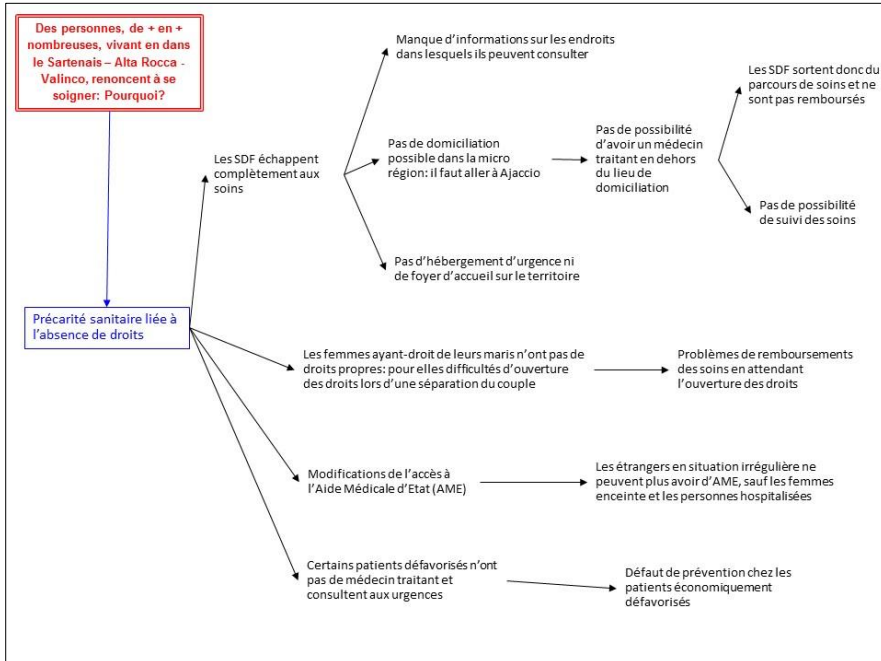 Des personnes, de + en +
nombreuses, vivant en dans
le Sartenais – Alta Rocca -
Valinco, renoncent à se
soigner: Pourquoi?
Manque d'informations sur les endroits
dans lesquels ils peuvent consulter
Les SDF sortent donc du
parcours de soins et ne
sont pas remboursés
Les SDF échappent
complètement aux
soins
Pas de domiciliation
possible dans la micro
région: il faut aller à Ajaccio
Pas de possibilité
d'avoir un médecin
traitant en dehors
du lieu de
domiciliation
Pas de possibilité
de suivi des soins
Pas d'hébergement d'urgence ni
de foyer d'accueil sur le territoire
Précarité sanitaire liée à
l'absence de droits
Les femmes ayant-droit de leurs maris n'ont pas de
droits propres: pour elles difficultés d'ouverture
des droits lors d'une séparation du couple
Problèmes de remboursements
des soins en attendant
l'ouverture des droits
Modifications de l'accès à
l'Aide Médicale d'Etat (AME)
Les étrangers en situation irrégulière ne
peuvent plus avoir d'AME, sauf les femmes
enceinte et les personnes hospitalisées
Certains patients défavorisés n'ont
pas de médecin traitant et
consultent aux urgences
Défaut de prévention chez les
patients économiquement
défavorisés